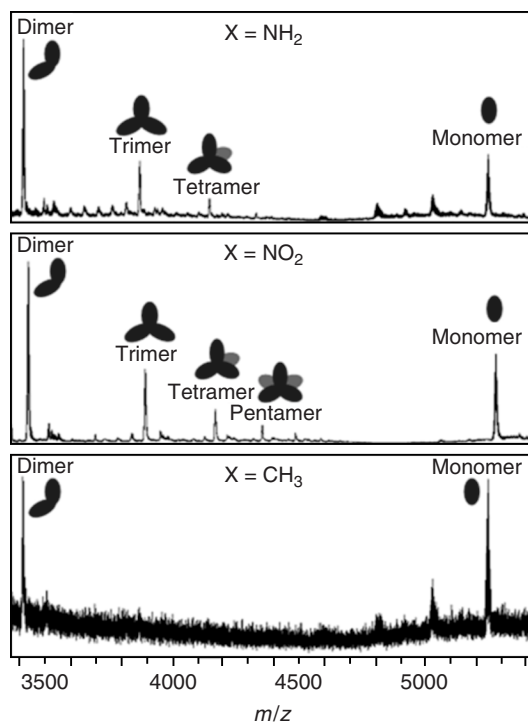 Dimer
X = NH₂
Trimer
Tetramer
Monomer
Dimer
X = NO₂
Trimer
Tetramer
Pentamer
Monomer
Dimer
X = CH₃
Monomer
3500 4000 4500 5000
m/z